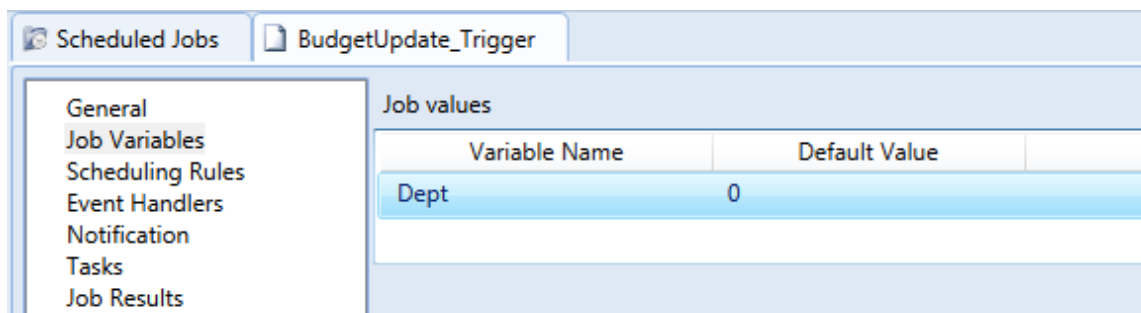 Scheduled Jobs BudgetUpdate_Trigger
General
Job Variables
Scheduling Rules
Event Handlers
Notification
Tasks
Job Results
Job values
Variable Name Default Value
Dept 0